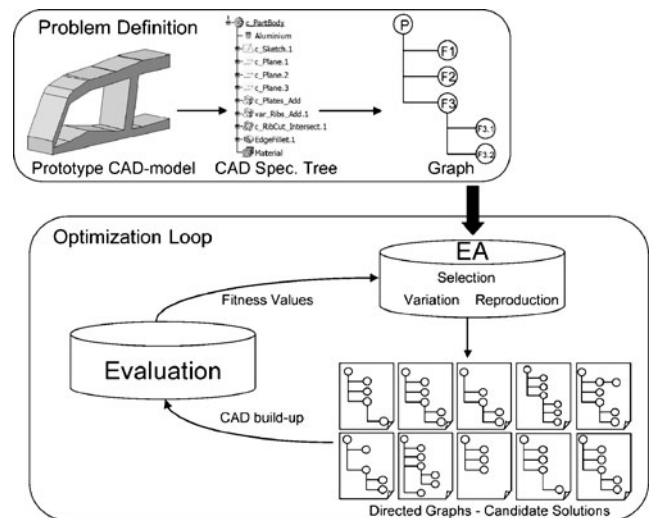 Problem Definition
c_PartBody
Aluminium
c_Sketch.1
c_Plane.1
c_Plane.2
c_Plane.3
c_Plates_Add
var_Ribs_Add.1
c_RibCut_Intersect.1
EdgeFillet.1
Material
P
F1
F2
F3
F3.1
F3.2
Prototype CAD-model
CAD Spec. Tree
Graph
Optimization Loop
EA
Selection
Variation Reproduction
Fitness Values
Evaluation
CAD build-up
Directed Graphs - Candidate Solutions